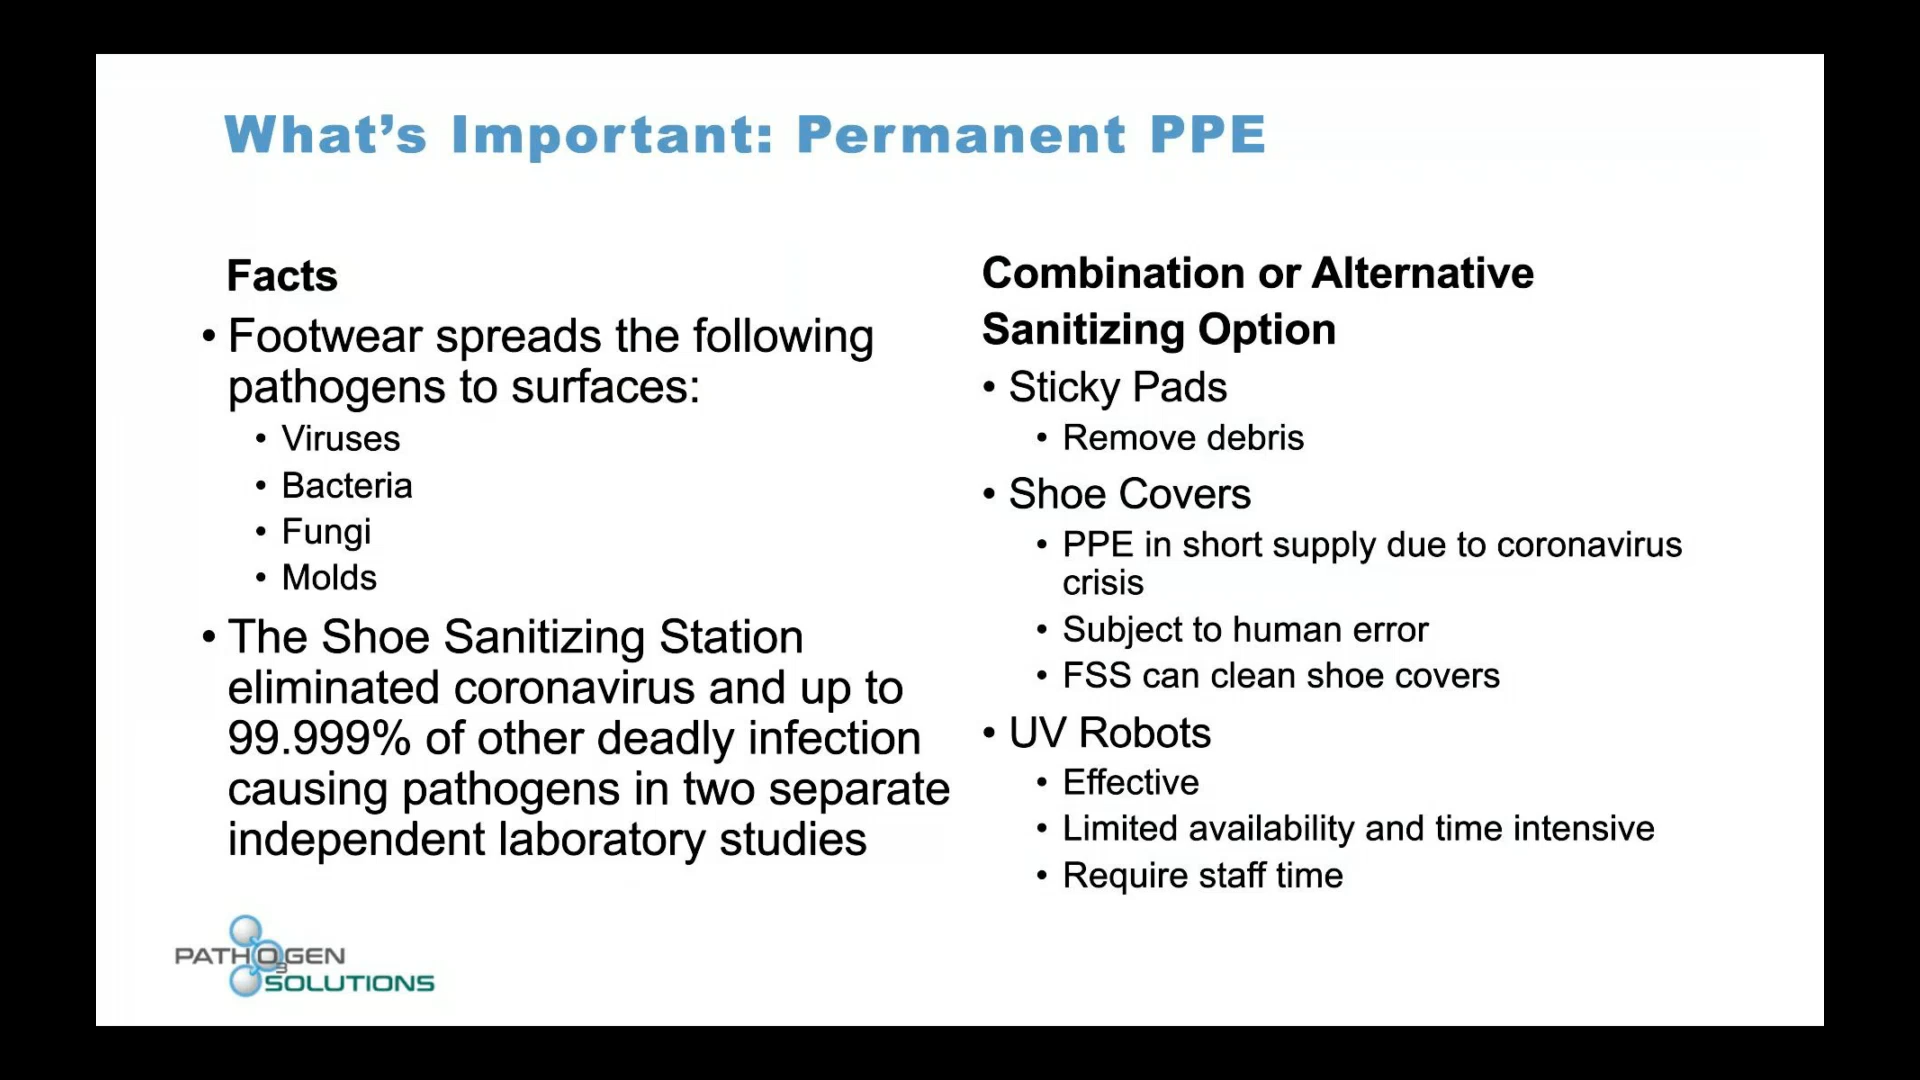 What's Important: Permanent PPE
Facts
• Footwear spreads the following
pathogens to surfaces:
• Viruses
• Bacteria
• Fungi
• Molds
• The Shoe Sanitizing Station
eliminated coronavirus and up to
99.999% of other deadly infection
causing pathogens in two separate
independent laboratory studies
Combination or Alternative
Sanitizing Option
• Sticky Pads
• Remove debris
• Shoe Covers
• PPE in short supply due to coronavirus
crisis
• Subject to human error
• FSS can clean shoe covers
• UV Robots
• Effective
• Limited availability and time intensive
• Require staff time
PATHO3GEN
SOLUTIONS